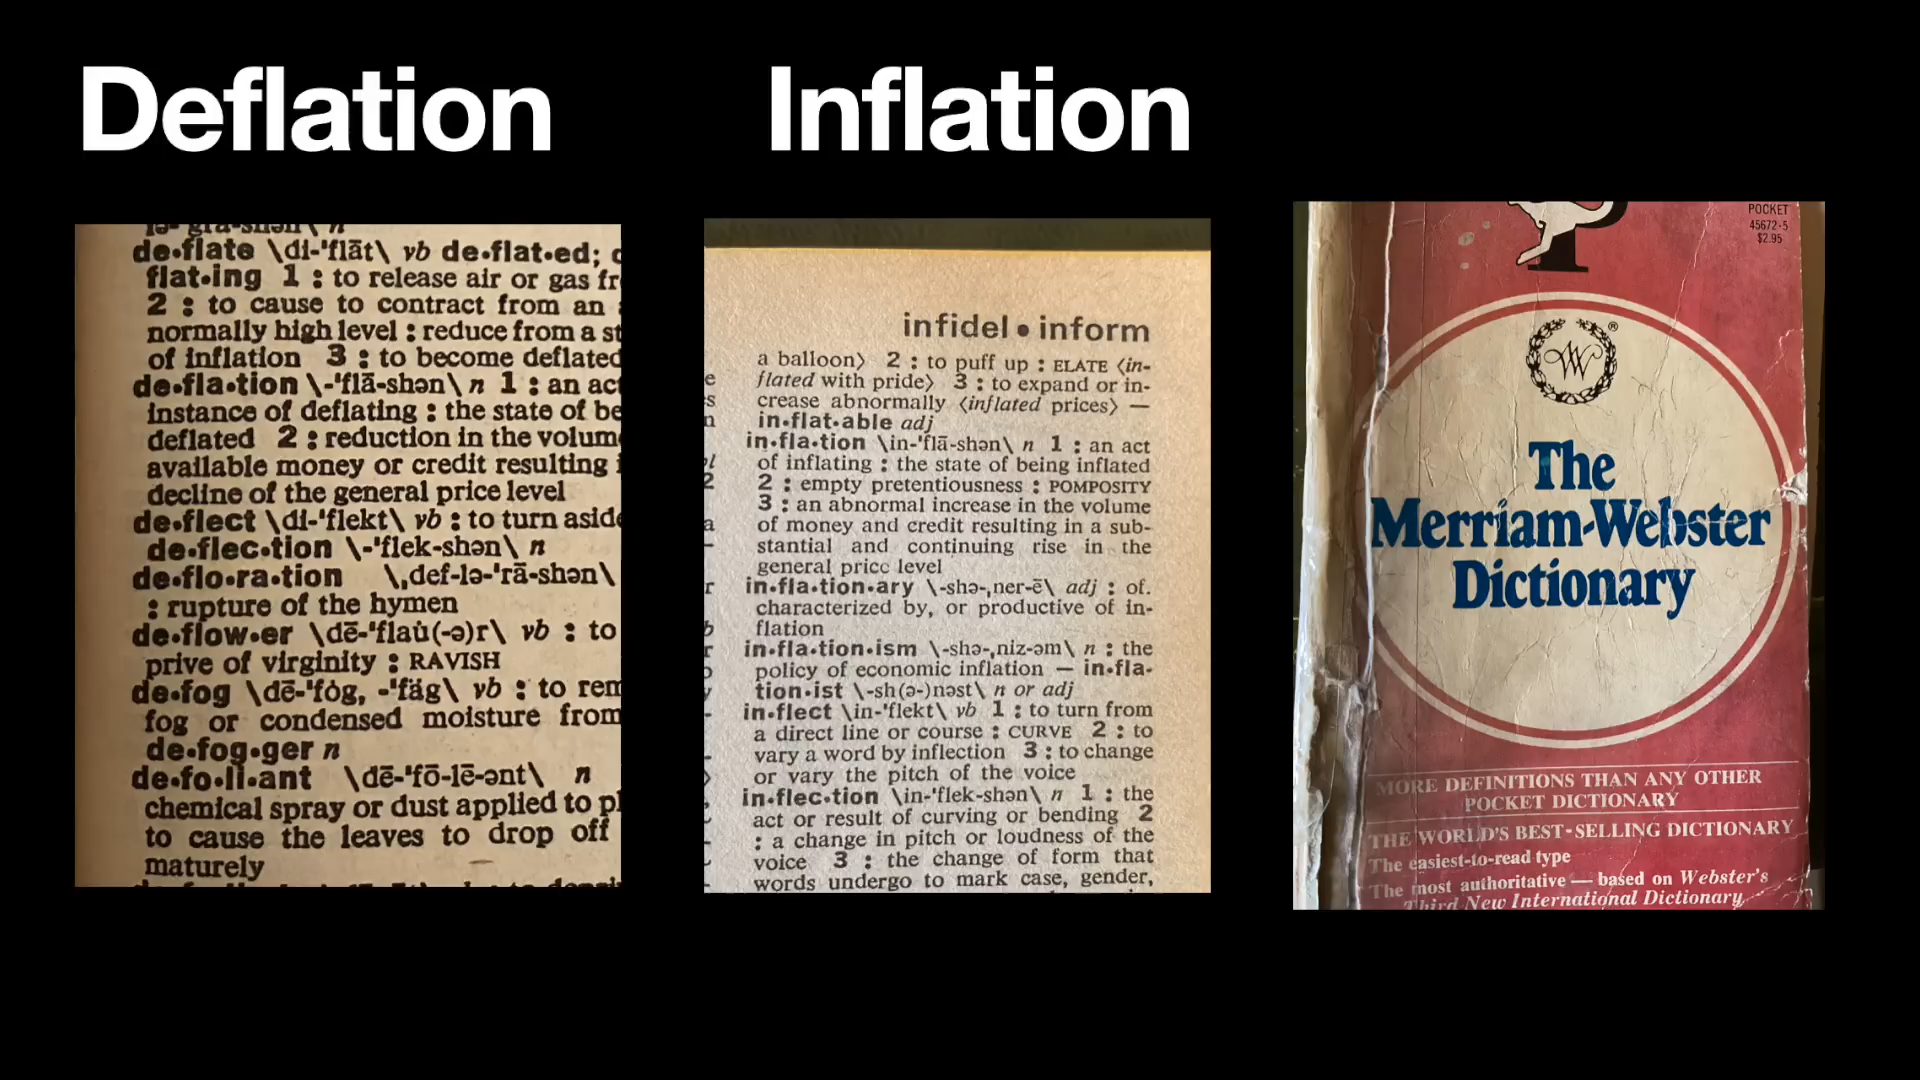 Deflation
Inflation
de•flate \di-'flāt\ vb de•flat•ed;
flat•ing 1 : to release air or gas
2 : to cause to contract from an
normally high level : reduce from a
of inflation 3 : to become deflated
de•fla•tion \-'flā-shən\ n 1 : an
instance of deflating : the state of
deflated 2 : reduction in the
available money or credit resulting
decline of the general price level
de•flect \di-'flekt\ vb : to turn
de•flec•tion \-'flek-shən\ n
de•flo•ra•tion \ˌdef-lə-'rā-shən\
: rupture of the hymen
de•flow•er \dē-'flau̇(-ə)r\ vb : to
prive of virginity : RAVISH
de•fog \dē-'fȯg, -'fäg\ vb : to
fog or condensed moisture from
de•fog•ger n
de•fo•li•ant \dē-'fō-lē-ənt\ n
chemical spray or dust applied to
to cause the leaves to drop off
maturely
infidel • inform
a balloon⟩ 2 : to puff up : ELATE ⟨in-
flated with pride⟩ 3 : to expand or in-
crease abnormally ⟨inflated prices⟩ —
in•flat•able adj
in•fla•tion \in-'flā-shən\ n 1 : an act
of inflating : the state of being inflated
2 : empty pretentiousness : POMPOSITY
3 : an abnormal increase in the volume
of money and credit resulting in a sub-
stantial and continuing rise in the
general price level
in•fla•tion•ary \-shə-ˌner-ē\ adj : of,
characterized by, or productive of in-
flation
in•fla•tion•ism \-shə-ˌniz-əm\ n : the
policy of economic inflation — in•fla-
tion•ist \-sh(ə-)nəst\ n or adj
in•flect \in-'flekt\ vb 1 : to turn from
a direct line or course : CURVE 2 : to
vary a word by inflection 3 : to change
or vary the pitch of the voice
in•flec•tion \in-'flek-shən\ n 1 : the
act or result of curving or bending 2
: a change in pitch or loudness of the
voice 3 : the change of form that
words undergo to mark case, gender,
POCKET
45672-5
$2.95
The
Merriam-Webster
Dictionary
MORE DEFINITIONS THAN ANY OTHER
POCKET DICTIONARY
THE WORLD'S BEST-SELLING DICTIONARY
The easiest-to-read type
The most authoritative — based on Webster's
Third New International Dictionary